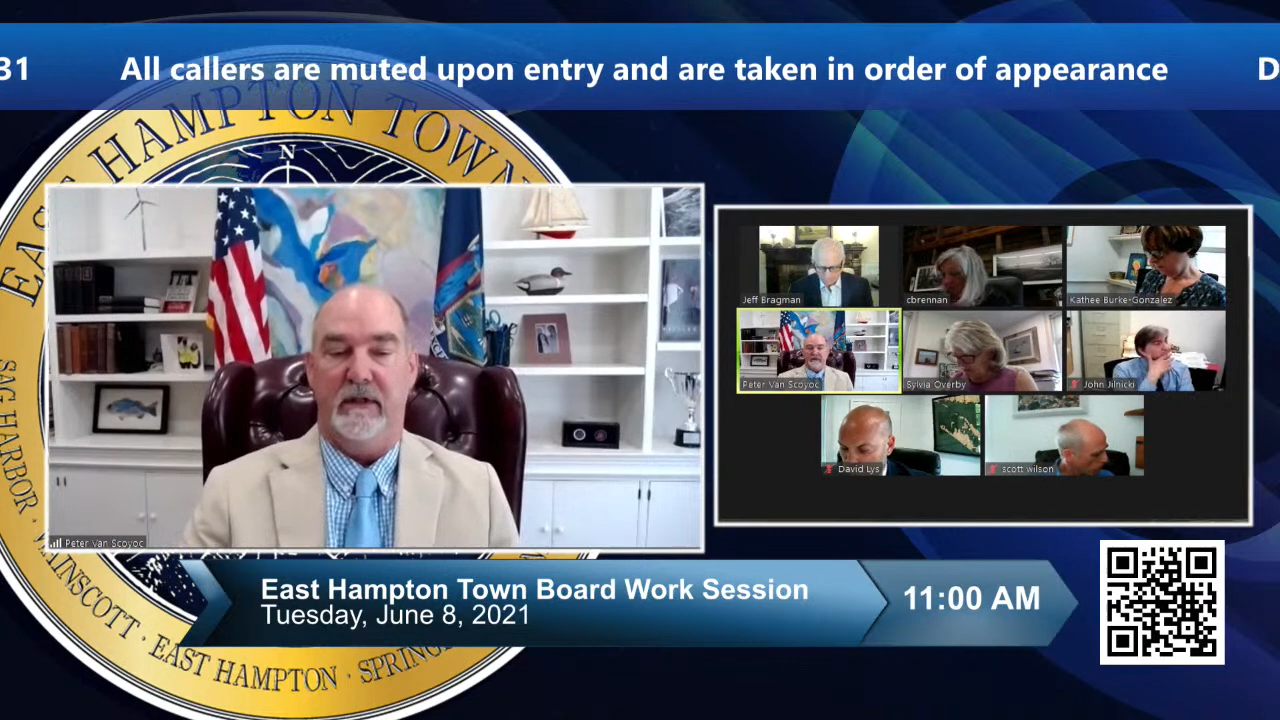 31 All callers are muted upon entry and are taken in order of appearance D
EAST HAMPTON TOWN
N
Jeff Bragman
cbrennan
Kathee Burke-Gonzalez
Peter Van Scoyoc
Sylvia Overby
John Jilnicki
David Lys
scott wilson
Peter Van Scoyoc
SAG HARBOR · WAINSCOTT · EAST HAMPTON · SPRING
East Hampton Town Board Work Session
Tuesday, June 8, 2021
11:00 AM